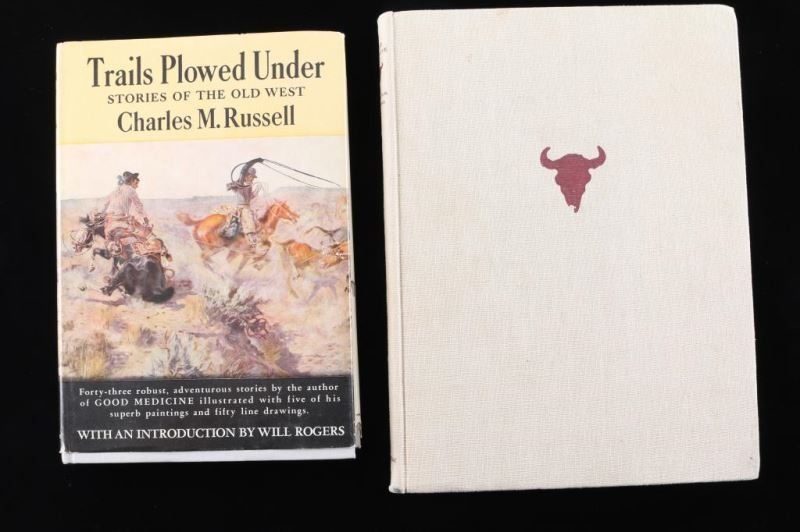 Trails Plowed Under
STORIES OF THE OLD WEST
Charles M. Russell
Forty-three robust, adventurous stories by the author
of GOOD MEDICINE illustrated with five of his
superb paintings and fifty line drawings.
WITH AN INTRODUCTION BY WILL ROGERS